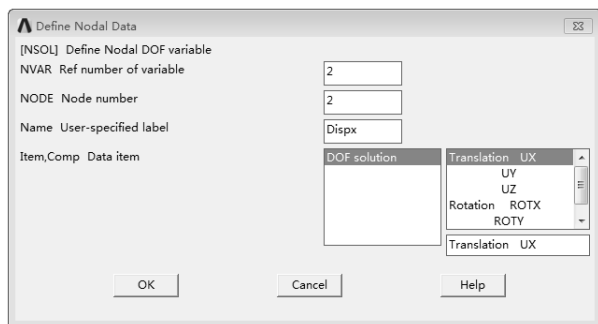 Define Nodal Data
[NSOL] Define Nodal DOF variable
NVAR Ref number of variable 2
NODE Node number 2
Name User-specified label Dispx
Item,Comp Data item DOF solution Translation UX
UY
UZ
Rotation ROTX
ROTY
Translation UX
OK Cancel Help